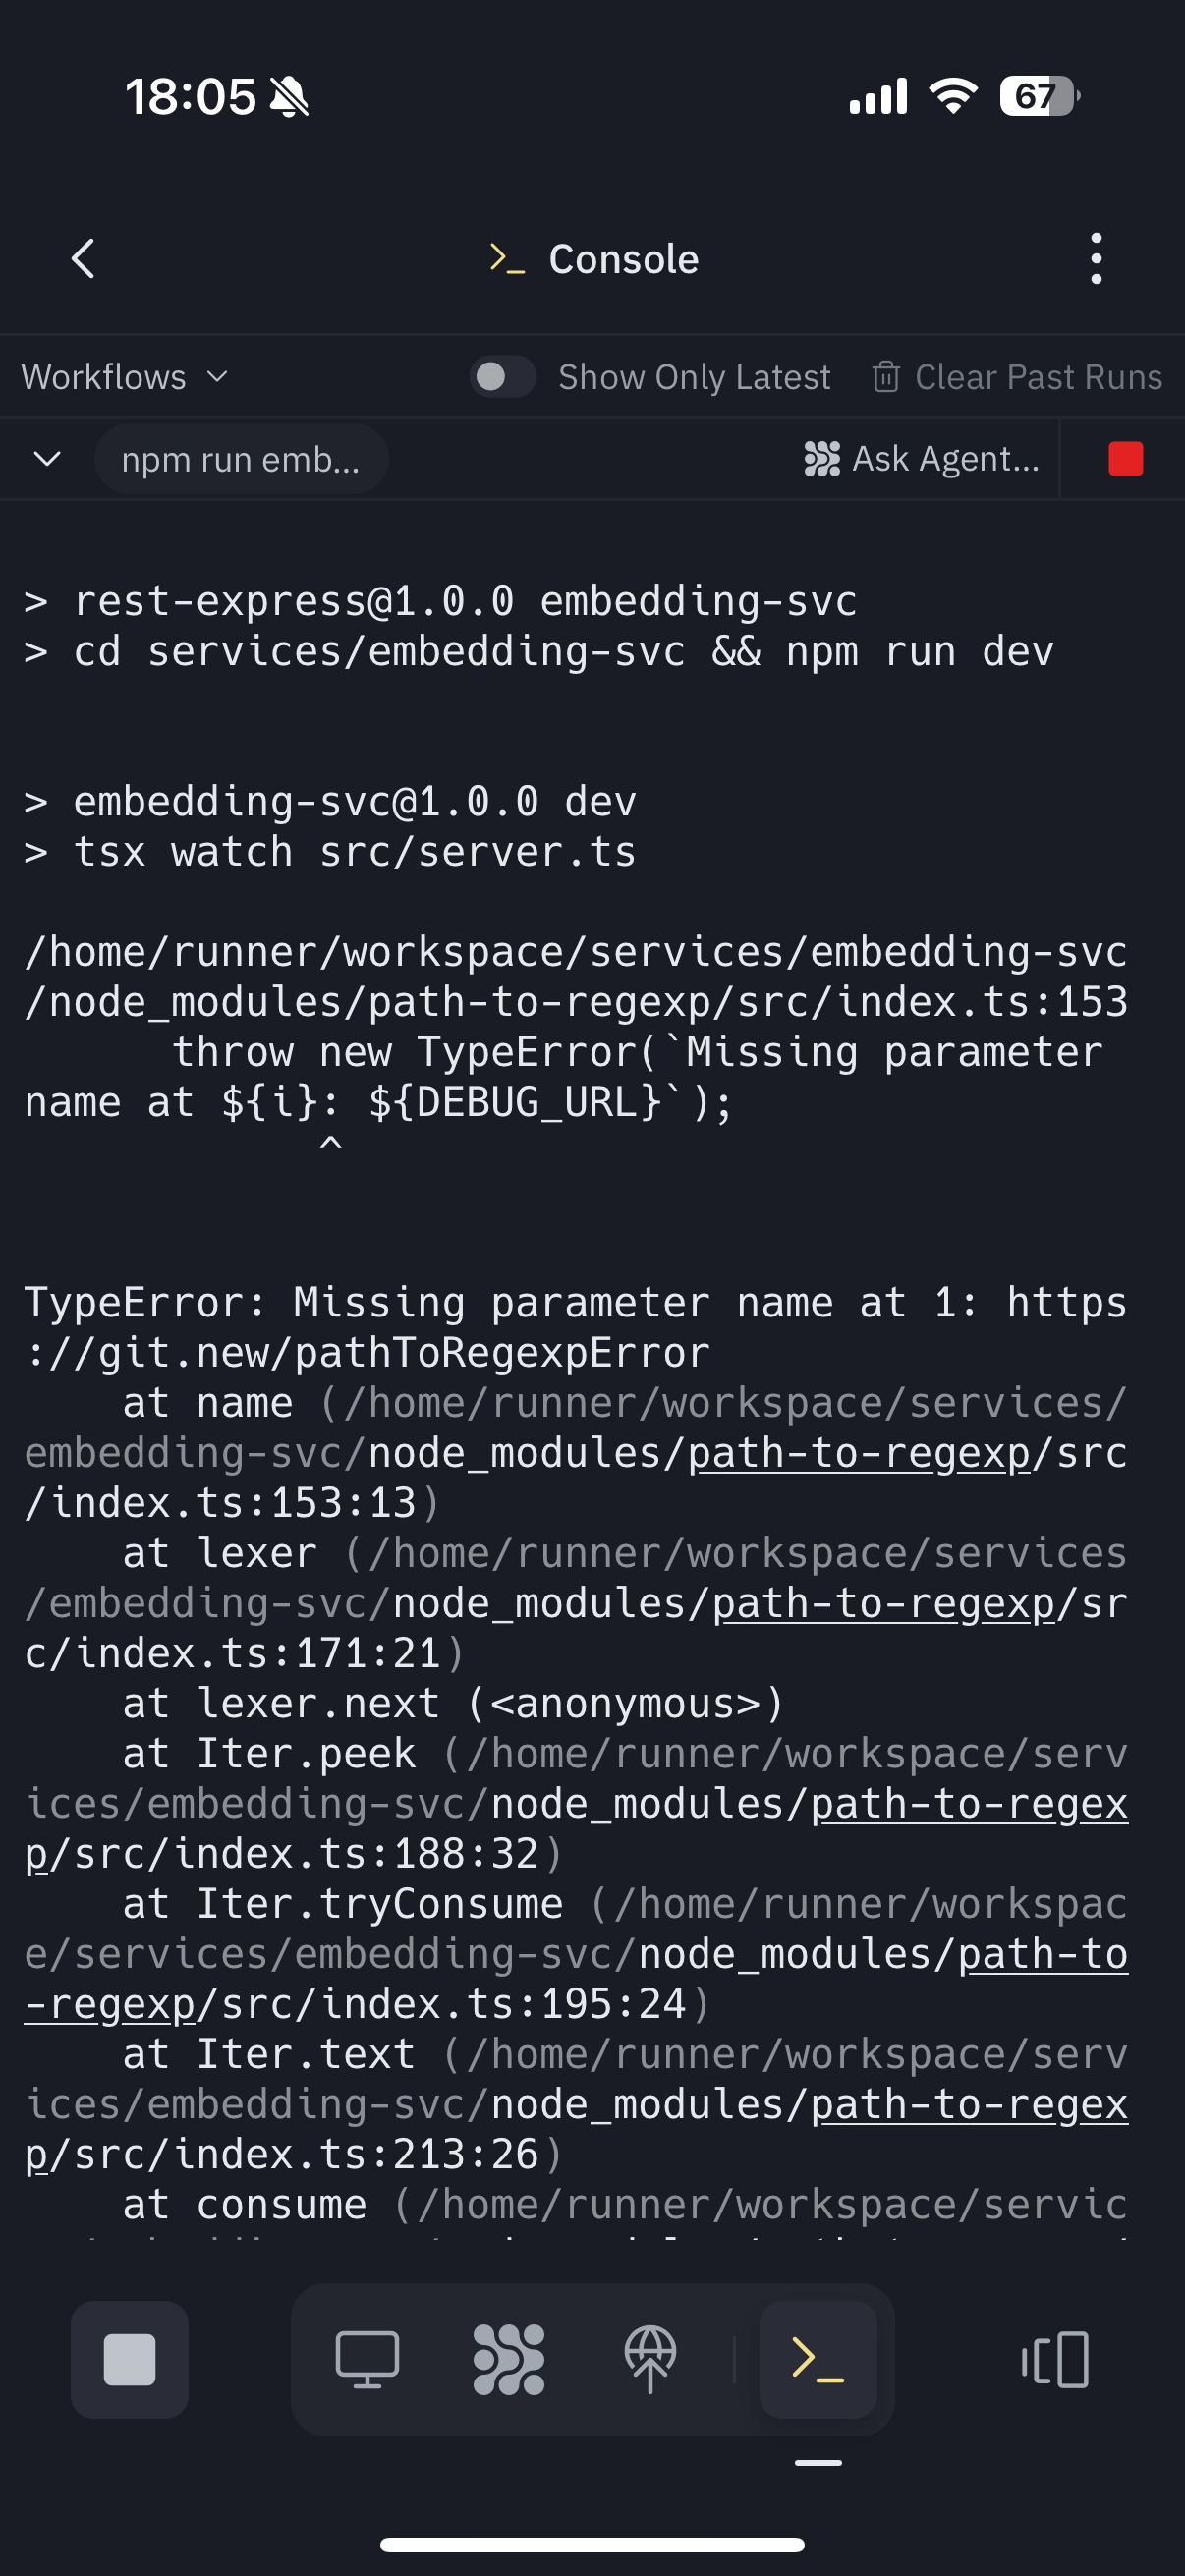 18:05
67
Console
Workflows
Show Only Latest
Clear Past Runs
npm run emb...
Ask Agent...
> rest-express@1.0.0 embedding-svc
> cd services/embedding-svc && npm run dev
> embedding-svc@1.0.0 dev
> tsx watch src/server.ts
/home/runner/workspace/services/embedding-svc
/node_modules/path-to-regexp/src/index.ts:153
      throw new TypeError(`Missing parameter
name at ${i}: ${DEBUG_URL}`);
            ^
TypeError: Missing parameter name at 1: https
://git.new/pathToRegexpError
    at name (/home/runner/workspace/services/
embedding-svc/node_modules/path-to-regexp/src
/index.ts:153:13)
    at lexer (/home/runner/workspace/services
/embedding-svc/node_modules/path-to-regexp/sr
c/index.ts:171:21)
    at lexer.next (<anonymous>)
    at Iter.peek (/home/runner/workspace/serv
ices/embedding-svc/node_modules/path-to-regex
p/src/index.ts:188:32)
    at Iter.tryConsume (/home/runner/workspac
e/services/embedding-svc/node_modules/path-to
-regexp/src/index.ts:195:24)
    at Iter.text (/home/runner/workspace/serv
ices/embedding-svc/node_modules/path-to-regex
p/src/index.ts:213:26)
    at consume (/home/runner/workspace/servic